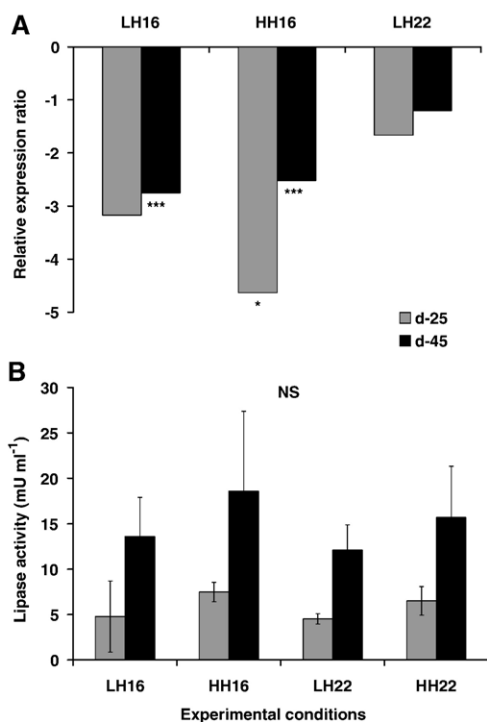 A
LH16 HH16 LH22
Relative expression ratio
0
-1
-2
-3
-4
-5
***
***
*
d-25
d-45
B
NS
Lipase activity (mU ml⁻¹)
30
25
20
15
10
5
0
LH16 HH16 LH22 HH22
Experimental conditions